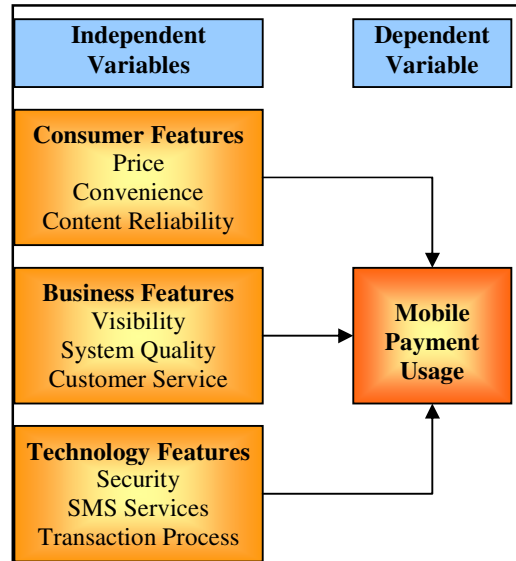 Independent
Variables
Dependent
Variable
Consumer Features
Price
Convenience
Content Reliability
Business Features
Visibility
System Quality
Customer Service
Mobile
Payment
Usage
Technology Features
Security
SMS Services
Transaction Process